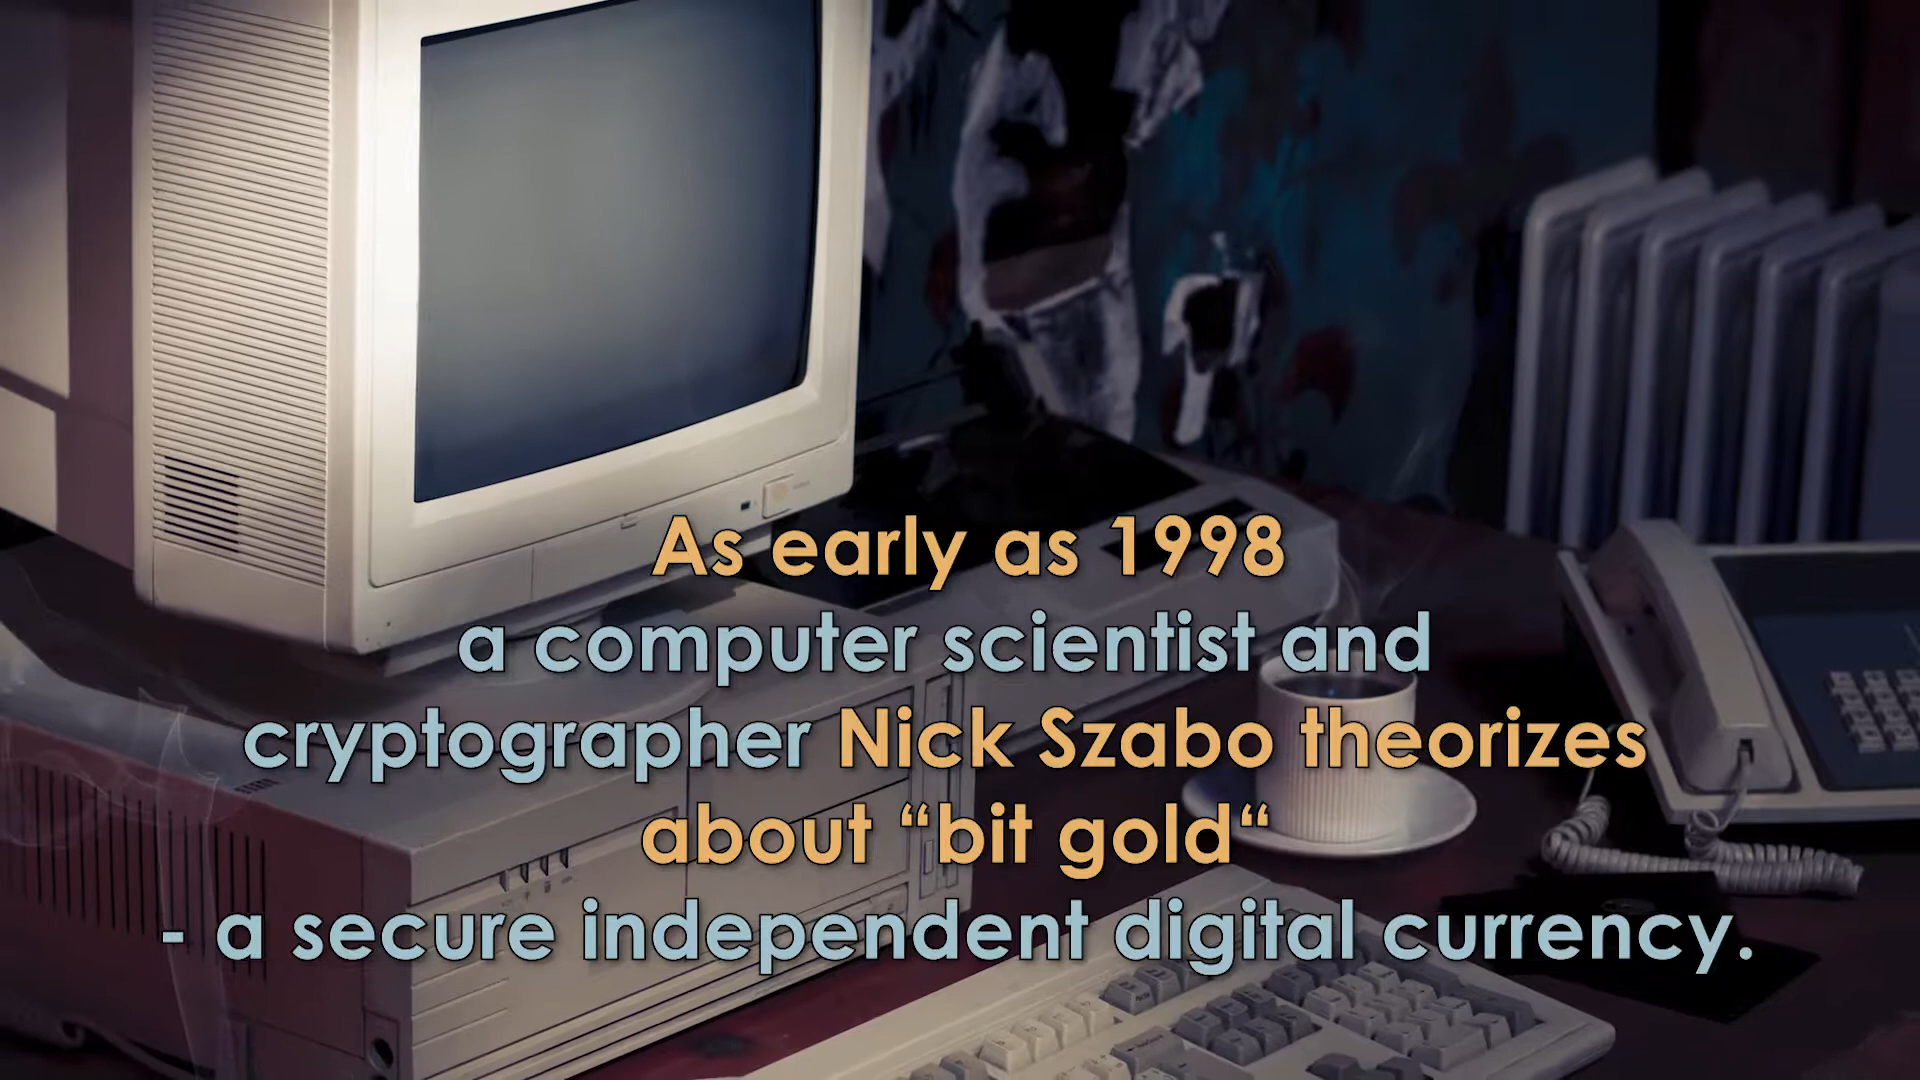 As early as 1998
a computer scientist and
cryptographer Nick Szabo theorizes
about “bit gold“
- a secure independent digital currency.